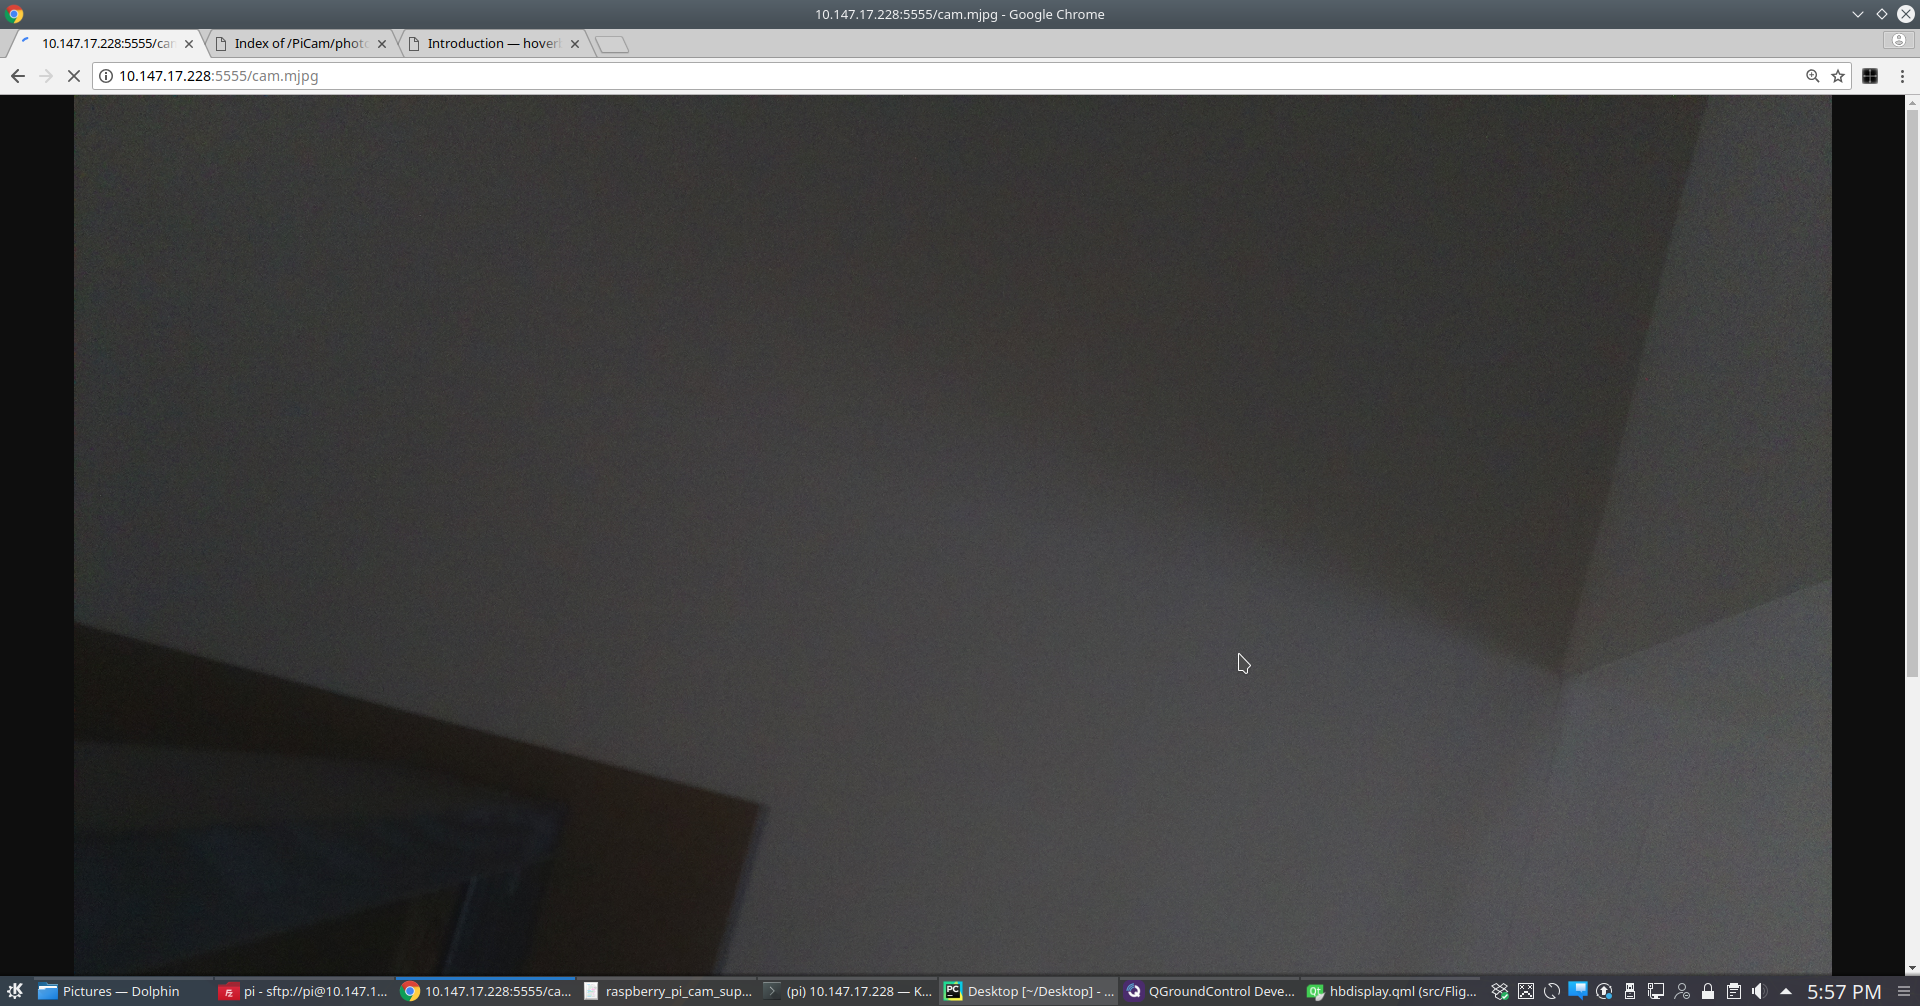 10.147.17.228:5555/cam.mjpg - Google Chrome
10.147.17.228:5555/ca
Index of /PiCam/phot
Introduction — hover
10.147.17.228:5555/cam.mjpg
Pictures — Dolphin
pi - sftp://pi@10.147.1...
10.147.17.228:5555/ca...
raspberry_pi_cam_sup...
(pi) 10.147.17.228 — K...
PC
Desktop [~/Desktop] - ...
QGroundControl Deve...
hbdisplay.qml (src/Flig...
5:57 PM